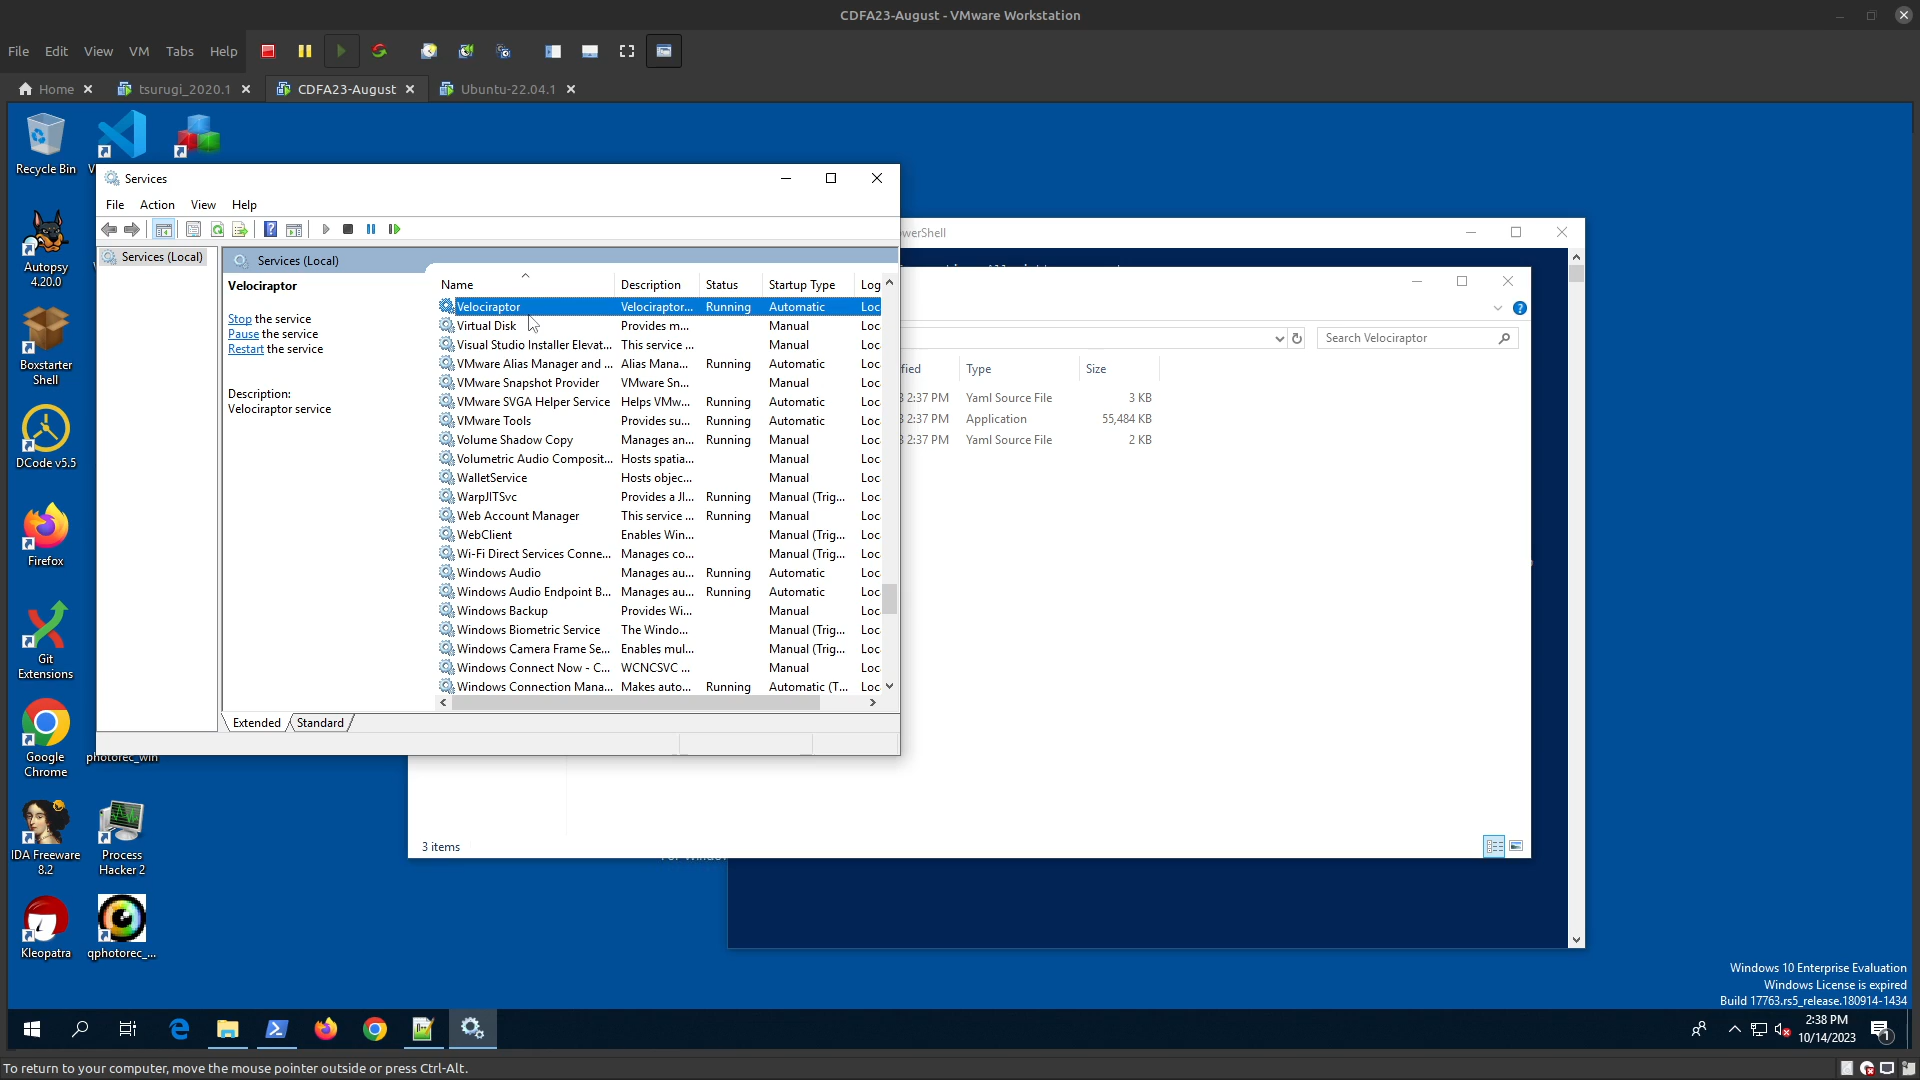 CDFA23-August - VMware Workstation
File Edit View VM Tabs Help
Home tsurugi_2020.1 CDFA23-August Ubuntu-22.04.1
Recycle Bin
Autopsy
4.20.0
Boxstarter
Shell
DCode v5.5
Firefox
Git
Extensions
Google
Chrome
photorec_win
IDA Freeware
8.2
Process
Hacker 2
Kleopatra
qphotorec_...
Services
File Action View Help
Services (Local)
Services (Local)
Velociraptor
Stop the service
Pause the service
Restart the service
Description:
Velociraptor service
Name Description Status Startup Type Log
Velociraptor Velociraptor... Running Automatic Loc
Virtual Disk Provides m... Manual Loc
Visual Studio Installer Elevat... This service ... Manual Loc
VMware Alias Manager and ... Alias Mana... Running Automatic Loc
VMware Snapshot Provider VMware Sn... Manual Loc
VMware SVGA Helper Service Helps VMw... Running Automatic Loc
VMware Tools Provides su... Running Automatic Loc
Volume Shadow Copy Manages an... Running Manual Loc
Volumetric Audio Composit... Hosts spatia... Manual Loc
WalletService Hosts objec... Manual Loc
WarpJITSvc Provides a JI... Running Manual (Trig... Loc
Web Account Manager This service ... Running Manual Loc
WebClient Enables Win... Manual (Trig... Loc
Wi-Fi Direct Services Conne... Manages co... Manual (Trig... Loc
Windows Audio Manages au... Running Automatic Loc
Windows Audio Endpoint B... Manages au... Running Automatic Loc
Windows Backup Provides Wi... Manual Loc
Windows Biometric Service The Windo... Manual (Trig... Loc
Windows Camera Frame Se... Enables mul... Manual (Trig... Loc
Windows Connect Now - C... WCNCSVC ... Manual Loc
Windows Connection Mana... Makes auto... Running Automatic (T... Loc
Extended Standard
owerShell
Search Velociraptor
fied Type Size
3 2:37 PM Yaml Source File 3 KB
3 2:37 PM Application 55,484 KB
3 2:37 PM Yaml Source File 2 KB
3 items
Windows 10 Enterprise Evaluation
Windows License is expired
Build 17763.rs5_release.180914-1434
2:38 PM
10/14/2023
1
To return to your computer, move the mouse pointer outside or press Ctrl-Alt.